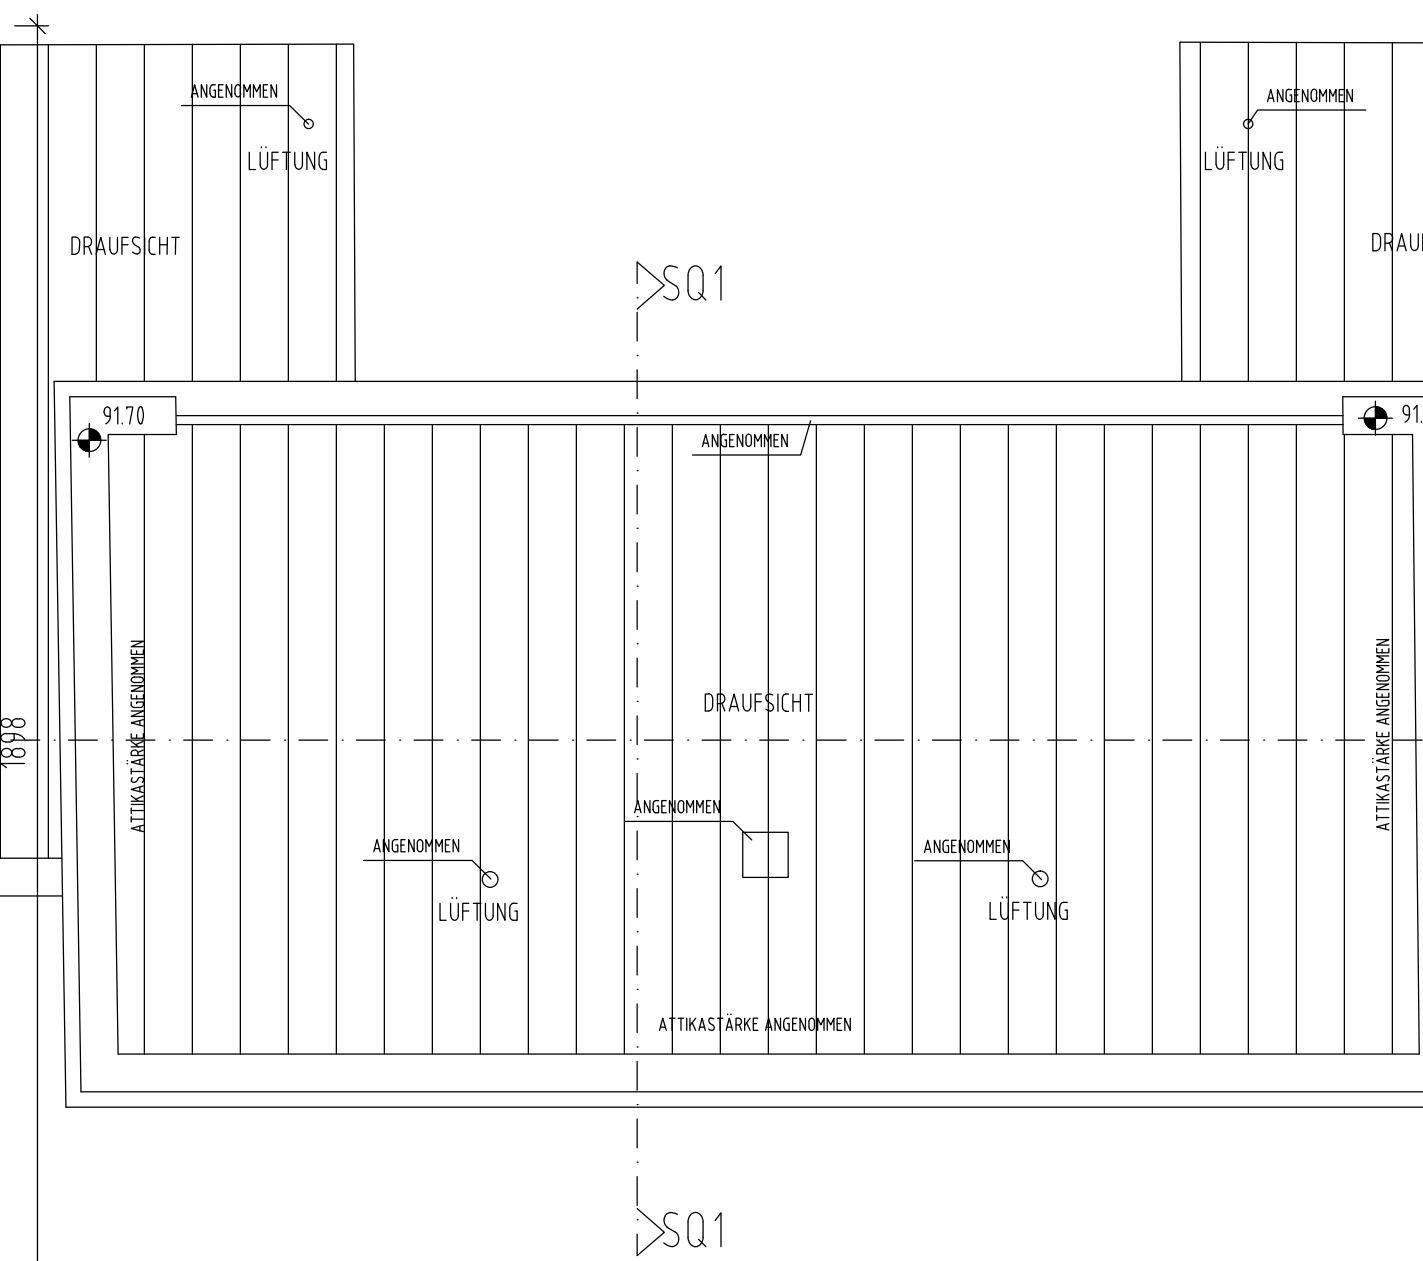 ANGENOMMEN
ANGENOMMEN
LÜFTUNG
LÜFTUNG
DRAUFSICHT
SQ1
91.70
ANGENOMMEN
ATTIKASTÄRKE ANGENOMMEN
ATTIKASTÄRKE ANGENOMMEN
DRAUFSICHT
1898
ANGENOMMEN
ANGENOMMEN
ANGENOMMEN
LÜFTUNG
LÜFTUNG
ATTIKASTÄRKE ANGENOMMEN
SQ1